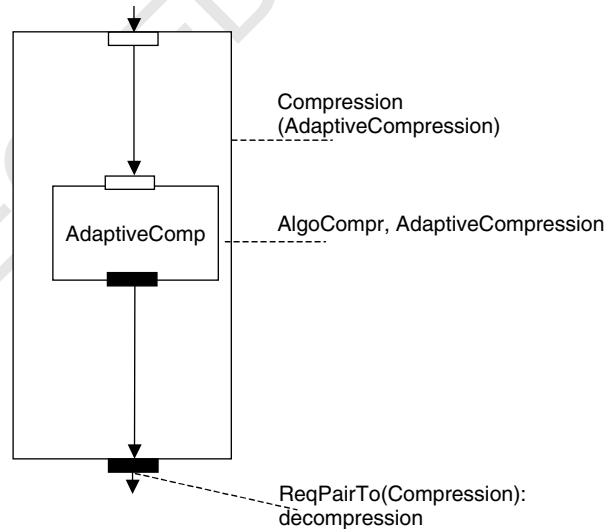 Compression
(AdaptiveCompression)
AdaptiveComp
AlgoCompr, AdaptiveCompression
ReqPairTo(Compression):
decompression